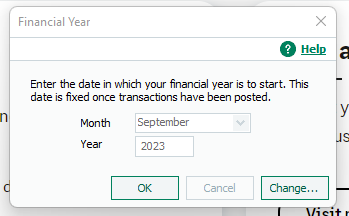 Financial Year
Help
Enter the date in which your financial year is to start. This
date is fixed once transactions have been posted.
Month
September
Year
2023
OK
Cancel
Change...